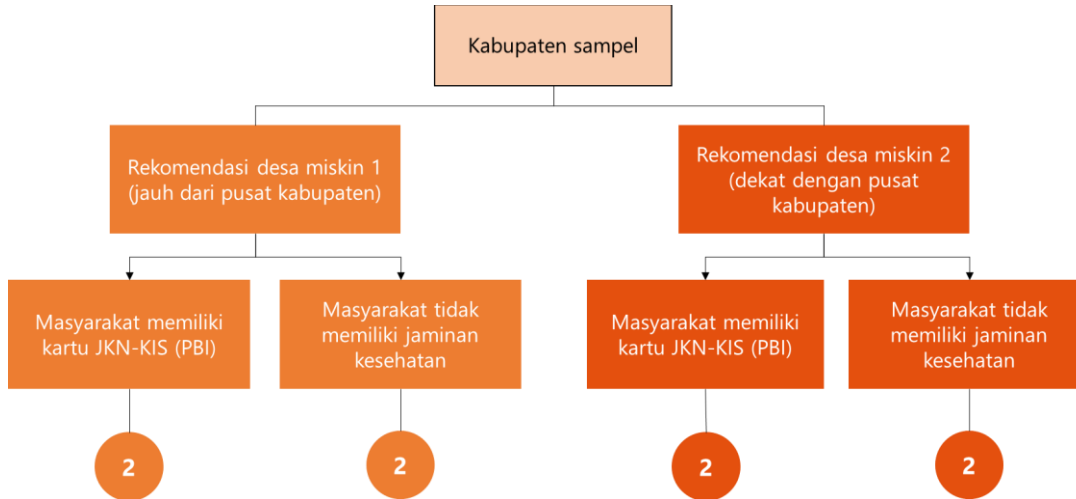 Kabupaten sampel
Rekomendasi desa miskin 1
(jauh dari pusat kabupaten)
Rekomendasi desa miskin 2
(dekat dengan pusat
kabupaten)
Masyarakat memiliki
kartu JKN-KIS (PBI)
Masyarakat tidak
memiliki jaminan
kesehatan
Masyarakat memiliki
kartu JKN-KIS (PBI)
Masyarakat tidak
memiliki jaminan
kesehatan
2
2
2
2